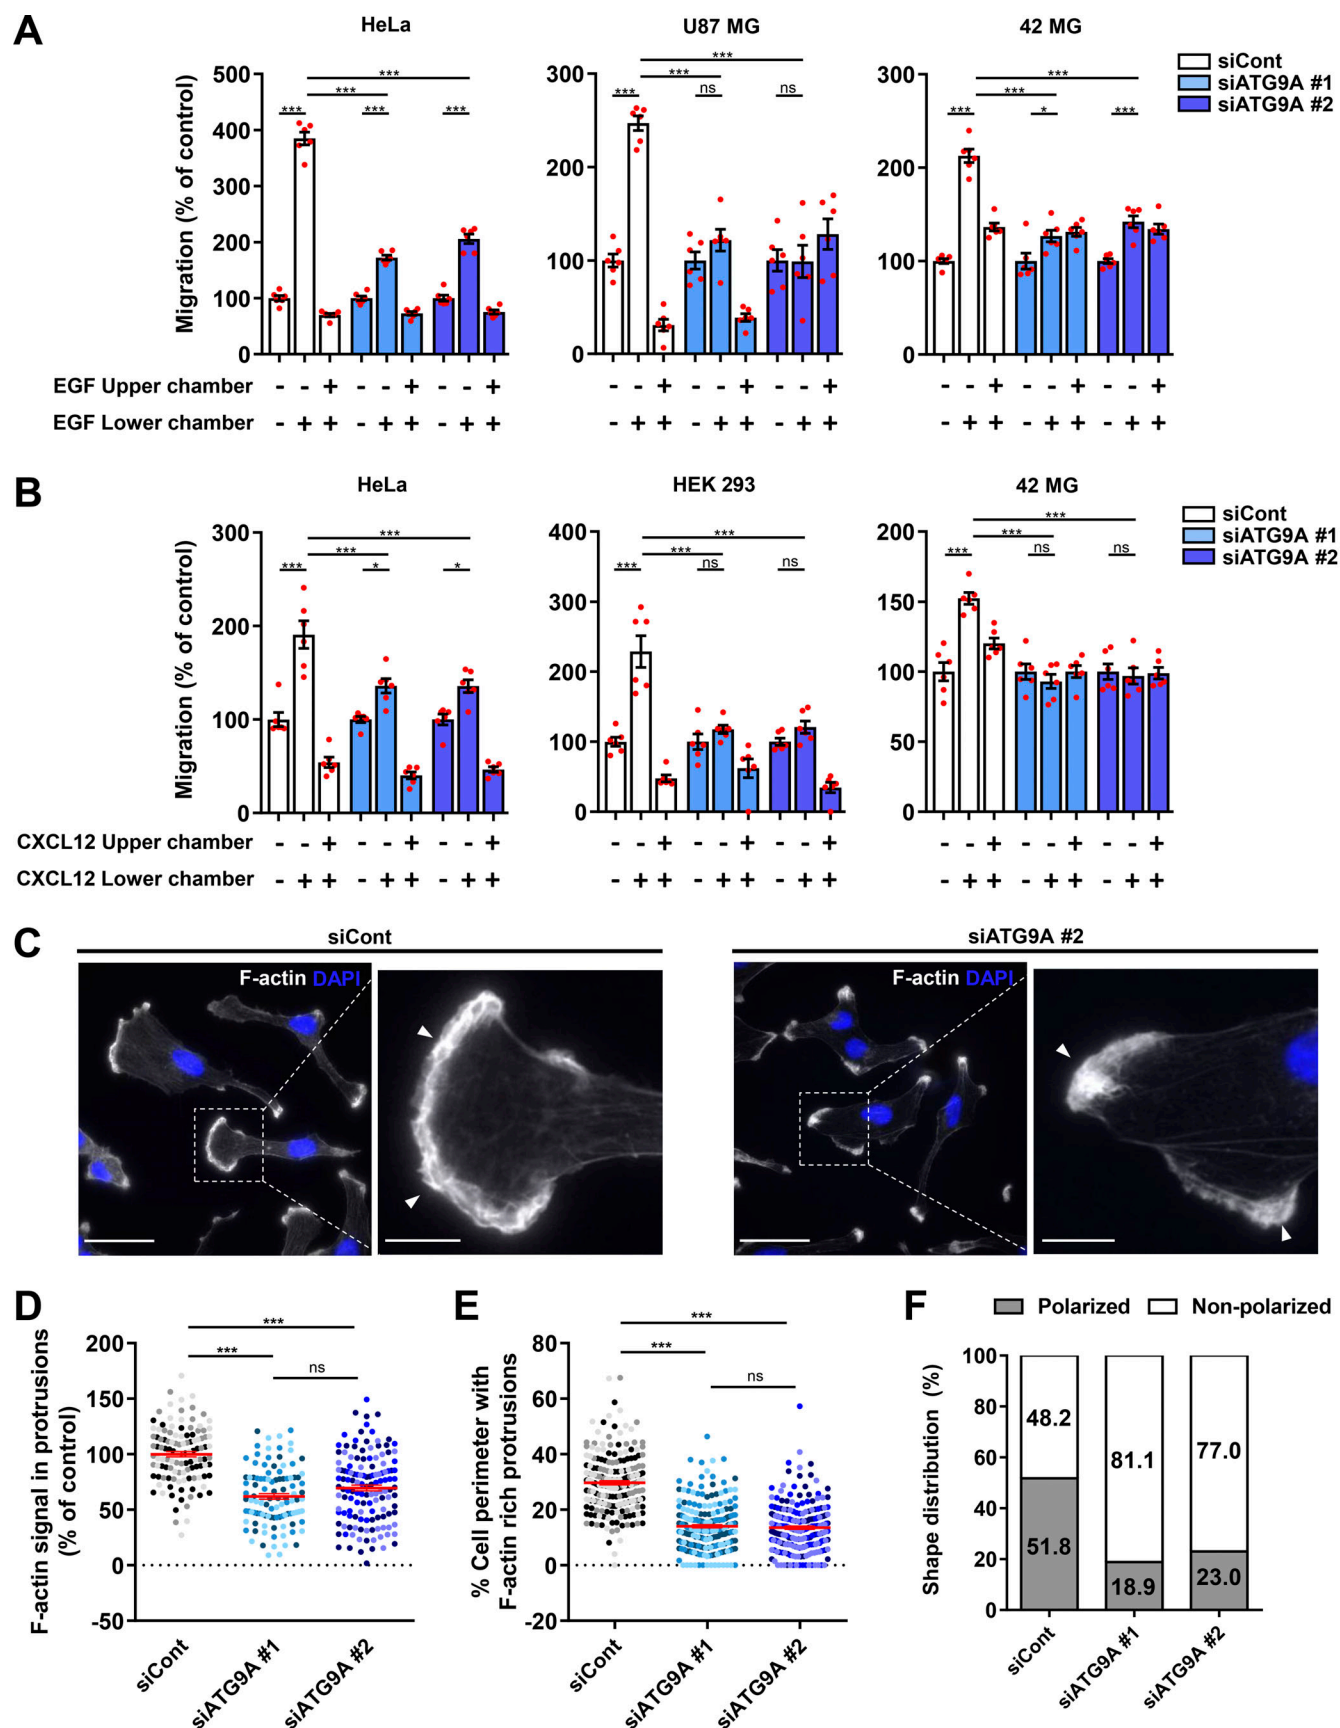 A
HeLa
U87 MG
42 MG
siCont
siATG9A #1
siATG9A #2
Migration (% of control)
500
400
300
200
100
0
*** *** *** *** ***
300
200
100
0
*** *** *** ns ns
300
200
100
0
*** *** *** * ***
EGF Upper chamber - - + - - + - - + - - + - - + - - + - - + - - + - - +
EGF Lower chamber - + + - + + - + + - + + - + + - + + - + + - + + - + +
B
HeLa
HEK 293
42 MG
siCont
siATG9A #1
siATG9A #2
Migration (% of control)
300
200
100
0
*** *** *** * *
400
300
200
100
0
*** *** *** ns ns
200
150
100
50
0
*** *** *** ns ns
CXCL12 Upper chamber - - + - - + - - + - - + - - + - - + - - + - - + - - +
CXCL12 Lower chamber - + + - + + - + + - + + - + + - + + - + + - + + - + +
C
siCont
siATG9A #2
F-actin DAPI
F-actin DAPI
D
F-actin signal in protrusions
(% of control)
200
150
100
50
0
-50
***
***
ns
siCont
siATG9A #1
siATG9A #2
E
% Cell perimeter with
F-actin rich protrusions
80
60
40
20
0
-20
***
***
ns
siCont
siATG9A #1
siATG9A #2
F
Polarized Non-polarized
Shape distribution (%)
100
80
60
40
20
0
48.2
51.8
81.1
18.9
77.0
23.0
siCont
siATG9A #1
siATG9A #2